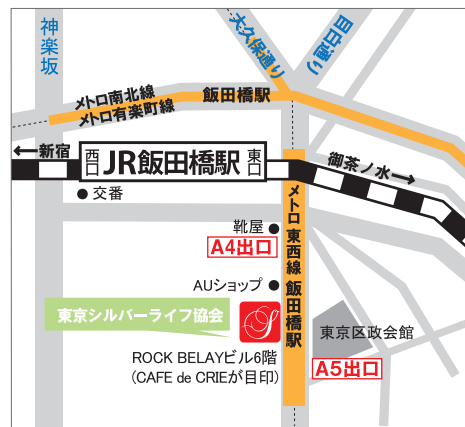 神楽坂
大久保通り
目白通り
メトロ南北線
メトロ有楽町線
飯田橋駅
←新宿
西口
JR飯田橋駅
東口
御茶ノ水→
交番
靴屋
A4出口
メトロ東西線 飯田橋駅
AUショップ
東京シルバーライフ協会
S
東京区政会館
ROCK BELAYビル6階
(CAFE de CRIEが目印)
A5出口